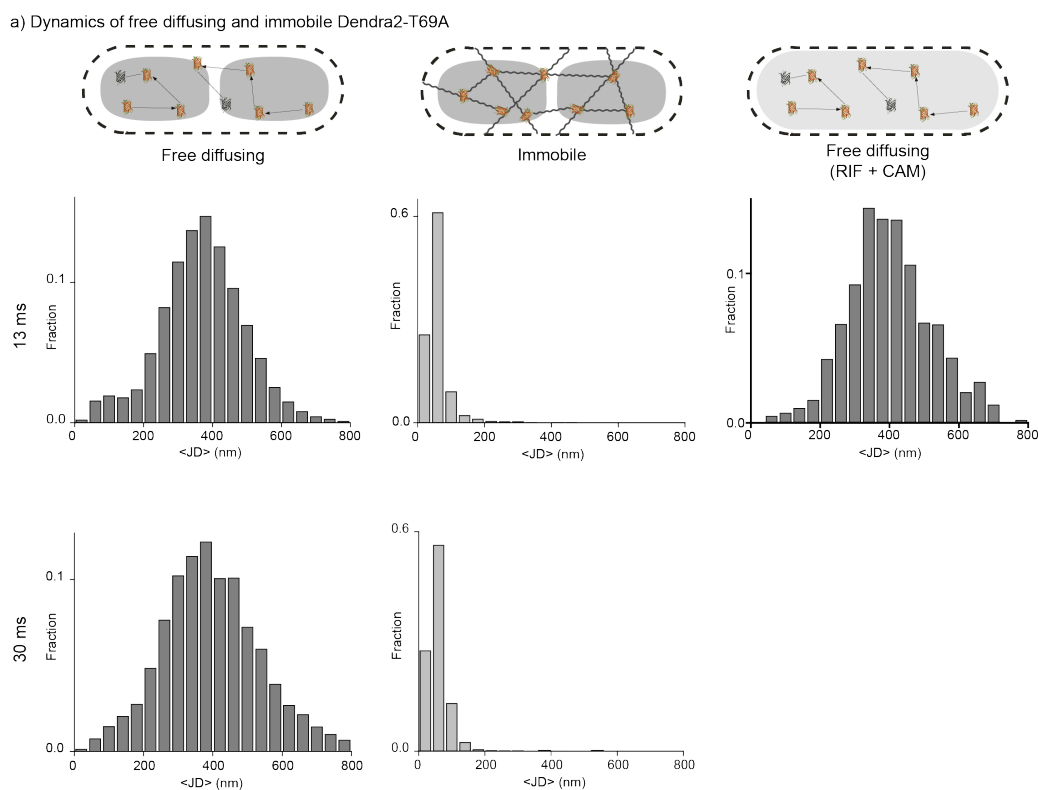 a) Dynamics of free diffusing and immobile Dendra2-T69A
Free diffusing
Immobile
Free diffusing
(RIF + CAM)
13 ms
Fraction
0.1
0.0
0
200
400
600
800
<JD> (nm)
Fraction
0.6
0.0
0
200
400
600
800
<JD> (nm)
Fraction
0.1
0.0
0
200
400
600
800
<JD> (nm)
30 ms
Fraction
0.1
0.0
0
200
400
600
800
<JD> (nm)
Fraction
0.6
0.0
0
200
400
600
800
<JD> (nm)